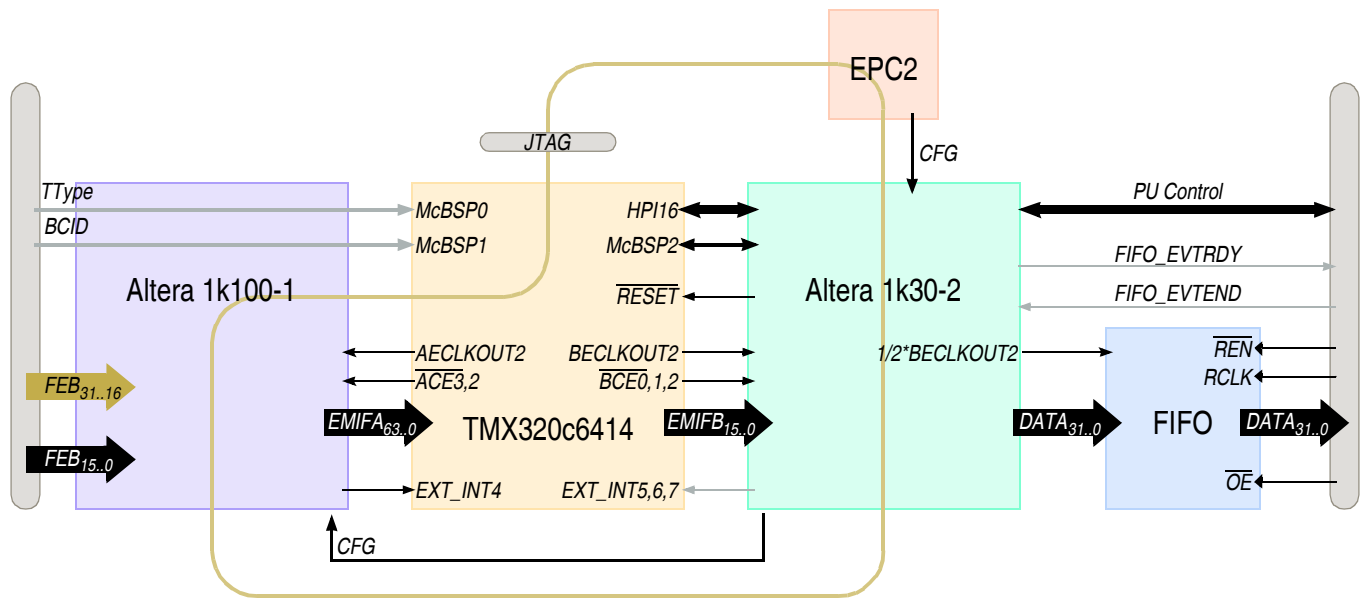 EPC2
JTAG
CFG
TType
McBSP0
HPI16
PU Control
BCID
McBSP1
McBSP2
FIFO_EVTRDY
Altera 1k100-1
RESET
Altera 1k30-2
FIFO_EVTEND
AECLKOUT2
BECLKOUT2
1/2*BECLKOUT2
REN
FEB31..16
ACE3,2
BCE0,1,2
RCLK
EMIFA63..0
TMX320c6414
EMIFB15..0
DATA31..0
FIFO
DATA31..0
FEB15..0
EXT_INT4
EXT_INT5,6,7
OE
CFG